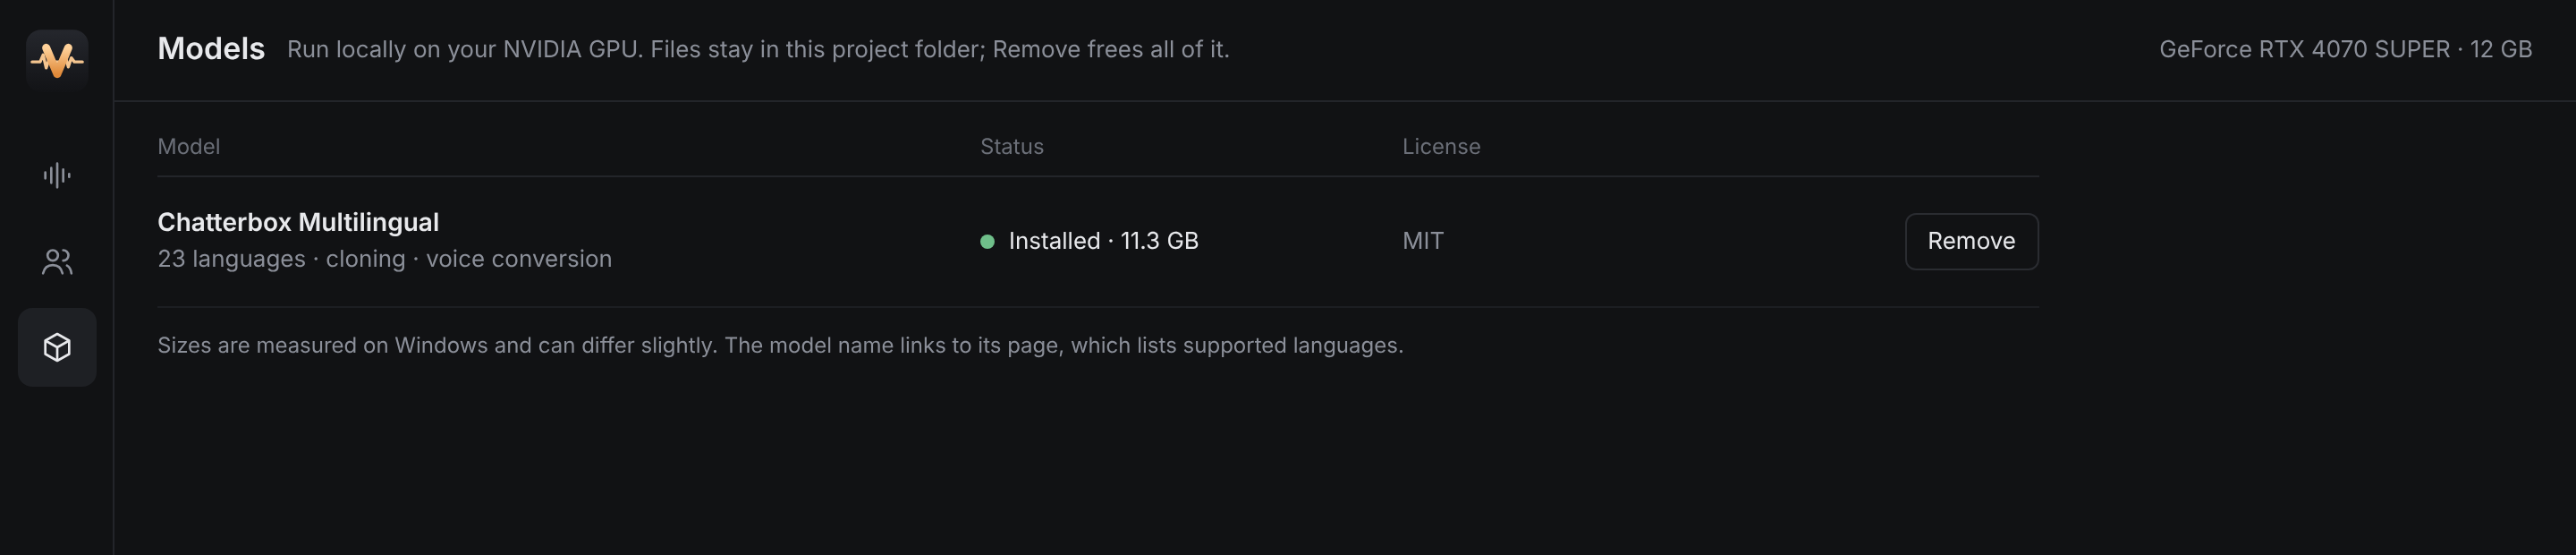 Models Run locally on your NVIDIA GPU. Files stay in this project folder; Remove frees all of it. GeForce RTX 4070 SUPER · 12 GB
Model Status License
Chatterbox Multilingual
23 languages · cloning · voice conversion
Installed · 11.3 GB MIT Remove
Sizes are measured on Windows and can differ slightly. The model name links to its page, which lists supported languages.